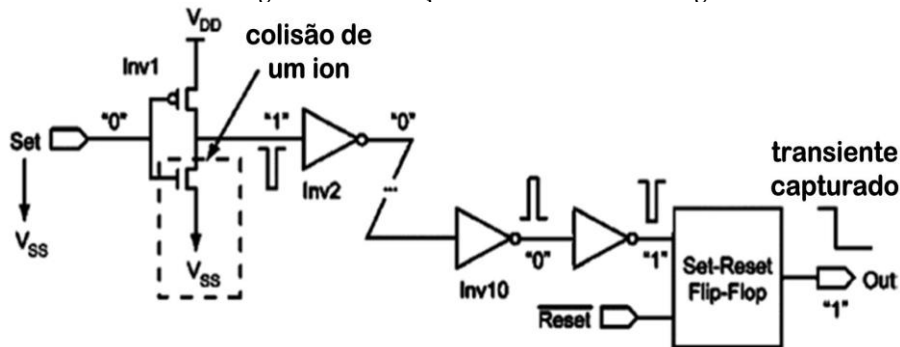 V_DD
colisão de
um ion
Inv1
Set
"0"
"1"
"0"
Inv2
...
V_SS
V_SS
Inv10
"0"
"1"
transiente
capturado
Set-Reset
Flip-Flop
Out
"1"
Reset